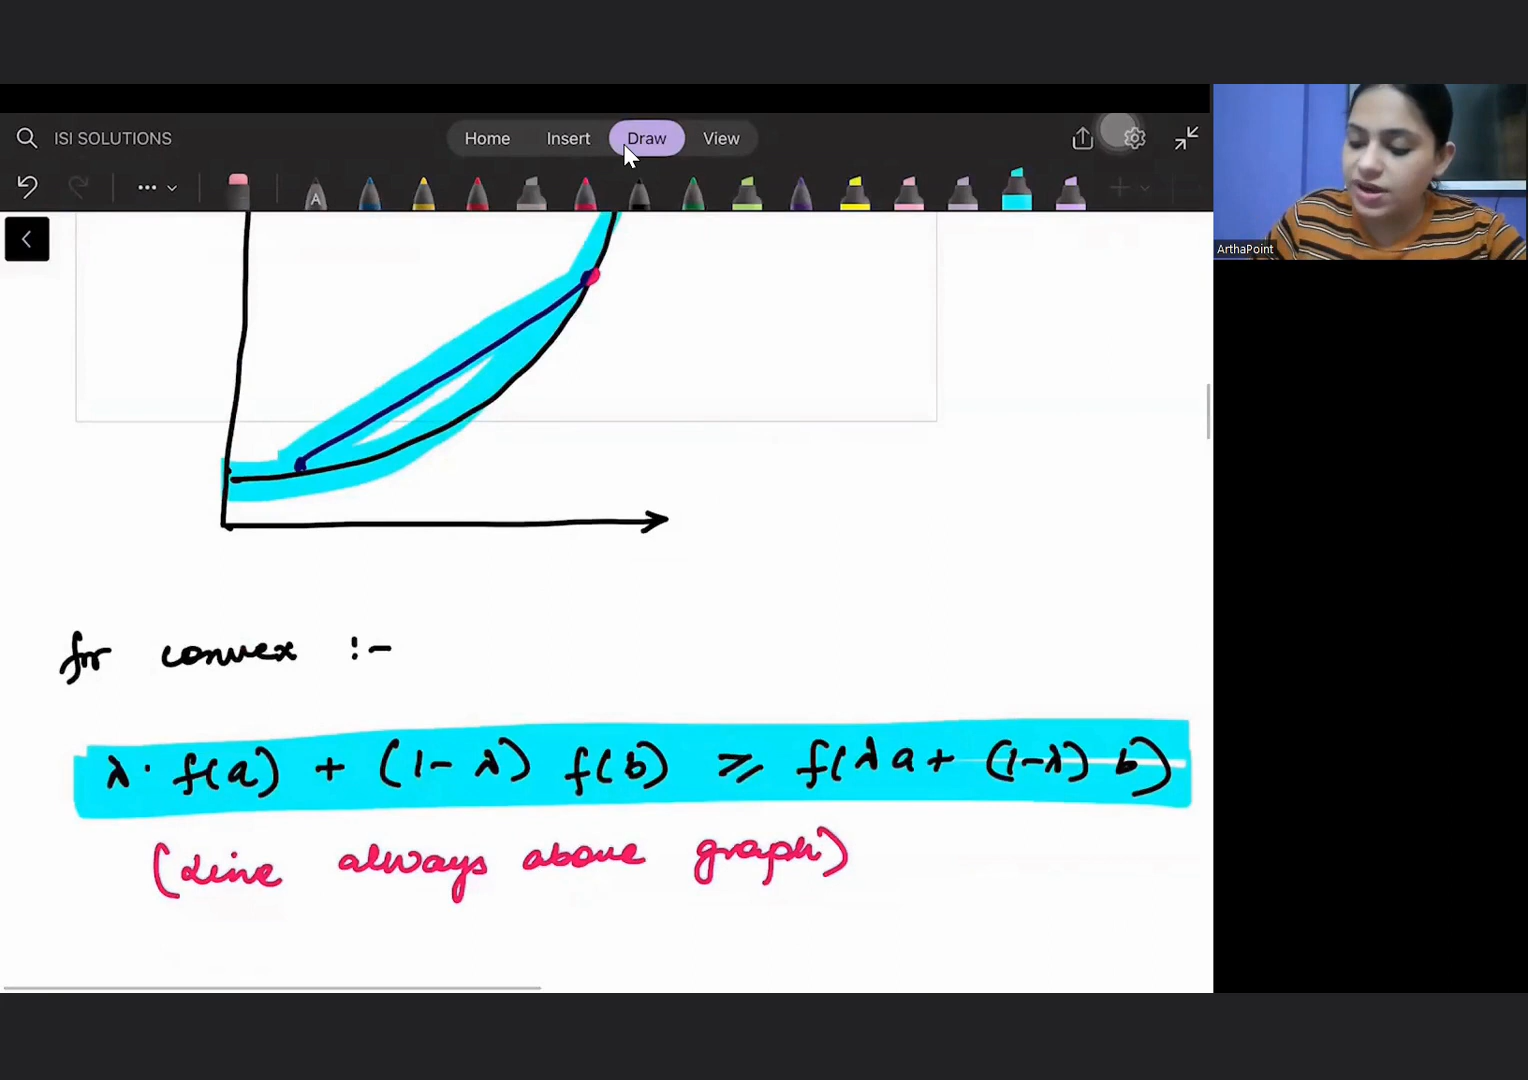 ISI SOLUTIONS
Home Insert Draw View
A
ArthaPoint
for convex :-
λ · f(a) + (1-λ) f(b) ≥ f(λa + (1-λ) b)
(Line always above graph)